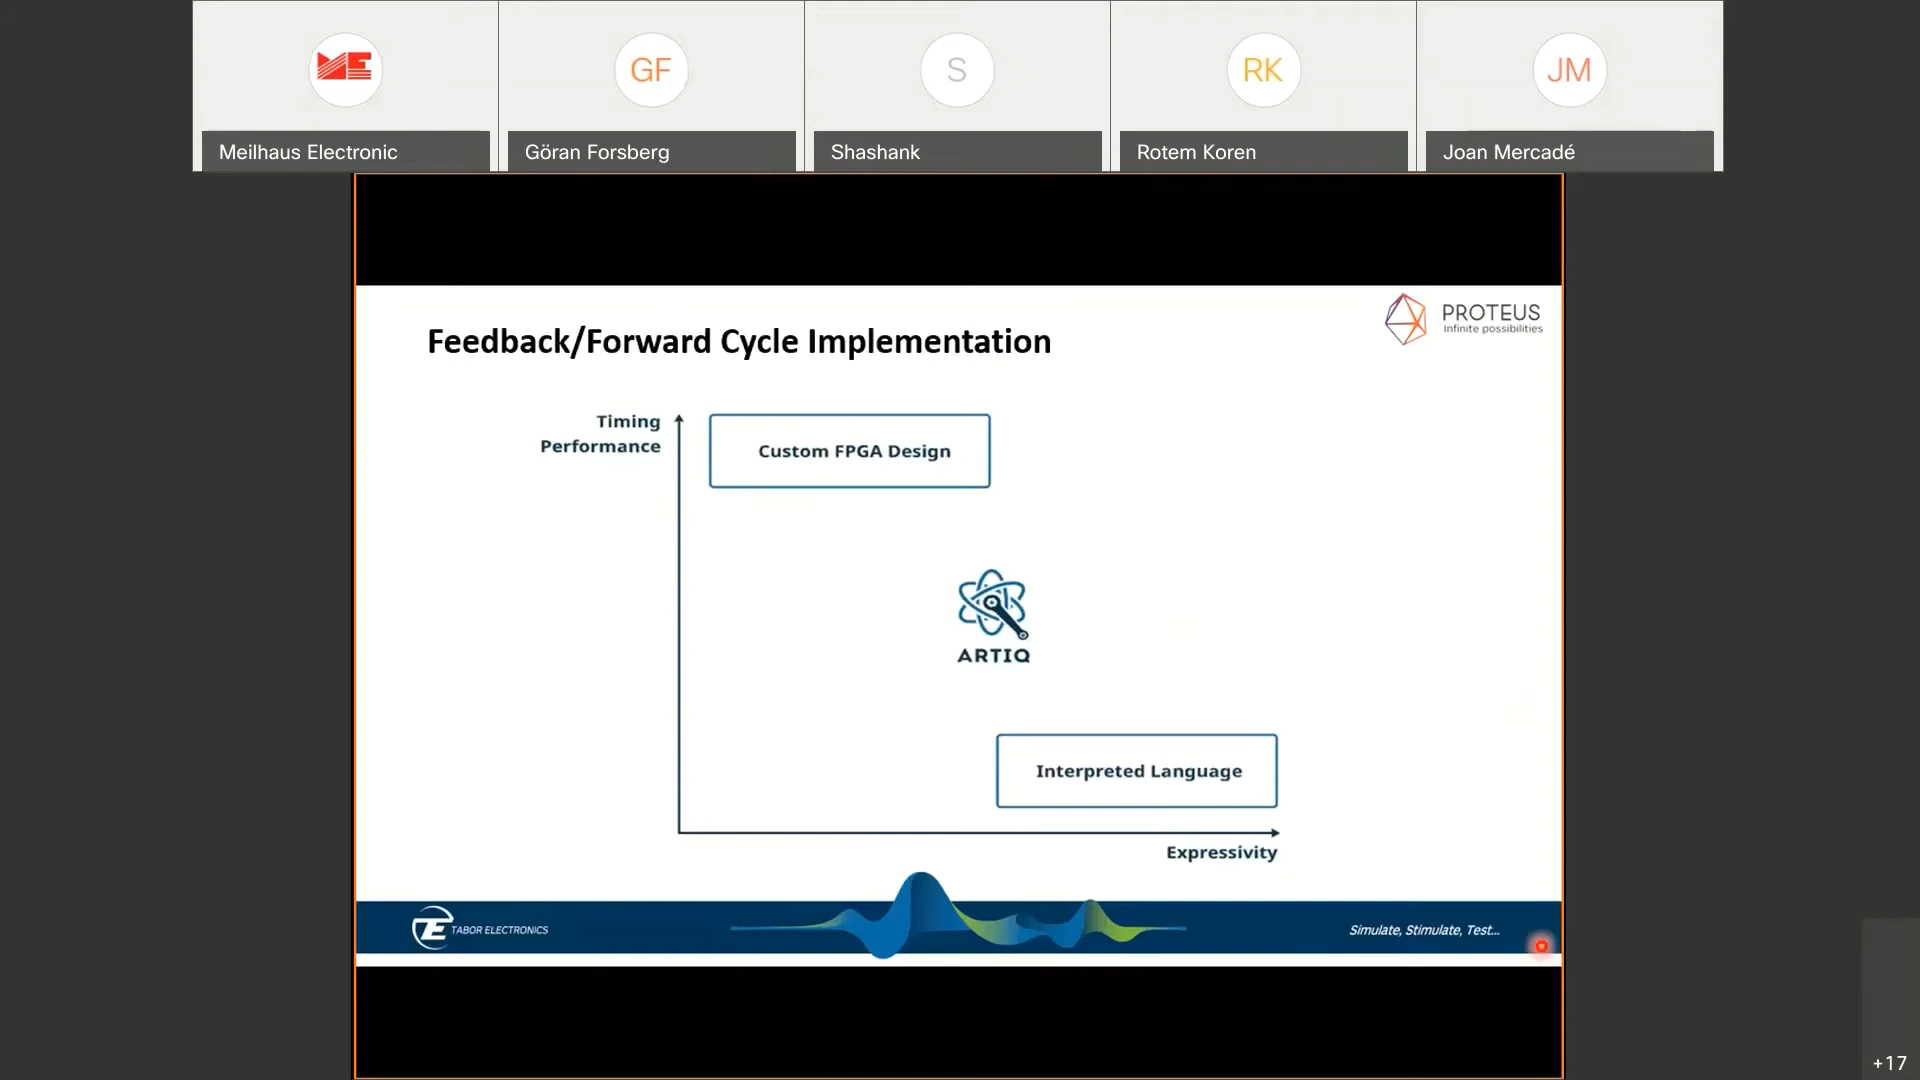 GF
S
RK
JM
Meilhaus Electronic
Göran Forsberg
Shashank
Rotem Koren
Joan Mercadé
PROTEUS
Infinite possibilities
Feedback/Forward Cycle Implementation
Timing
Performance
Custom FPGA Design
ARTIQ
Interpreted Language
Expressivity
TABOR ELECTRONICS
Simulate, Stimulate, Test...
+17